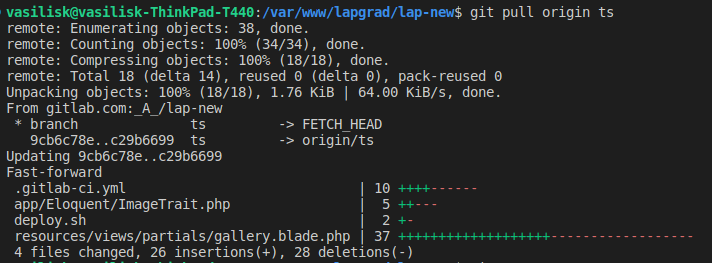 vasilisk@vasilisk-ThinkPad-T440:/var/www/lapgrad/lap-new$ git pull origin ts
remote: Enumerating objects: 38, done.
remote: Counting objects: 100% (34/34), done.
remote: Compressing objects: 100% (18/18), done.
remote: Total 18 (delta 14), reused 0 (delta 0), pack-reused 0
Unpacking objects: 100% (18/18), 1.76 KiB | 64.00 KiB/s, done.
From gitlab.com:_A_/lap-new
 * branch            ts         -> FETCH_HEAD
   9cb6c78e..c29b6699  ts         -> origin/ts
Updating 9cb6c78e..c29b6699
Fast-forward
 .gitlab-ci.yml                            | 10 ++++------
 app/Eloquent/ImageTrait.php               |  5 ++---
 deploy.sh                                 |  2 +-
 resources/views/partials/gallery.blade.php | 37 +++++++++++++++++++------------------
 4 files changed, 26 insertions(+), 28 deletions(-)